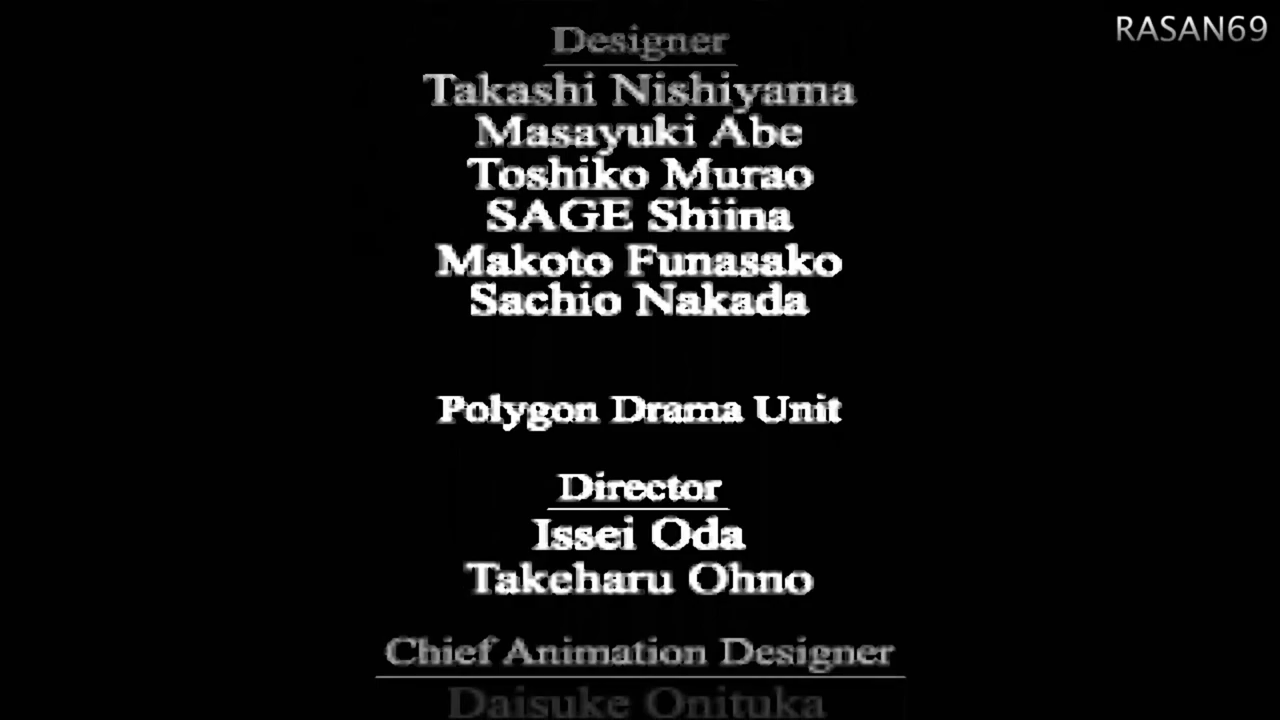 RASAN69
Designer
Takashi Nishiyama
Masayuki Abe
Toshiko Murao
SAGE Shiina
Makoto Funasako
Sachio Nakada
Polygon Drama Unit
Director
Issei Oda
Takeharu Ohno
Chief Animation Designer
Daisuke Onituka